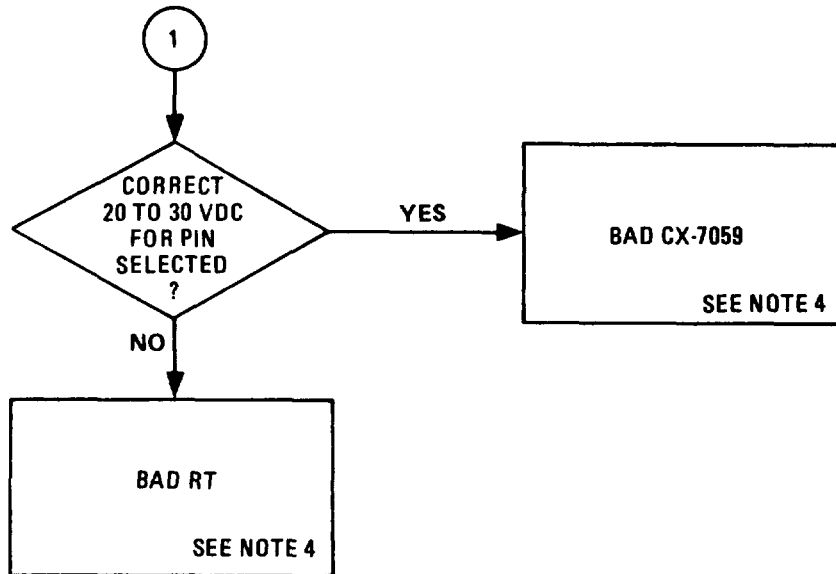 1
CORRECT
20 TO 30 VDC
FOR PIN
SELECTED
?
YES
BAD CX-7059
SEE NOTE 4
NO
BAD RT
SEE NOTE 4